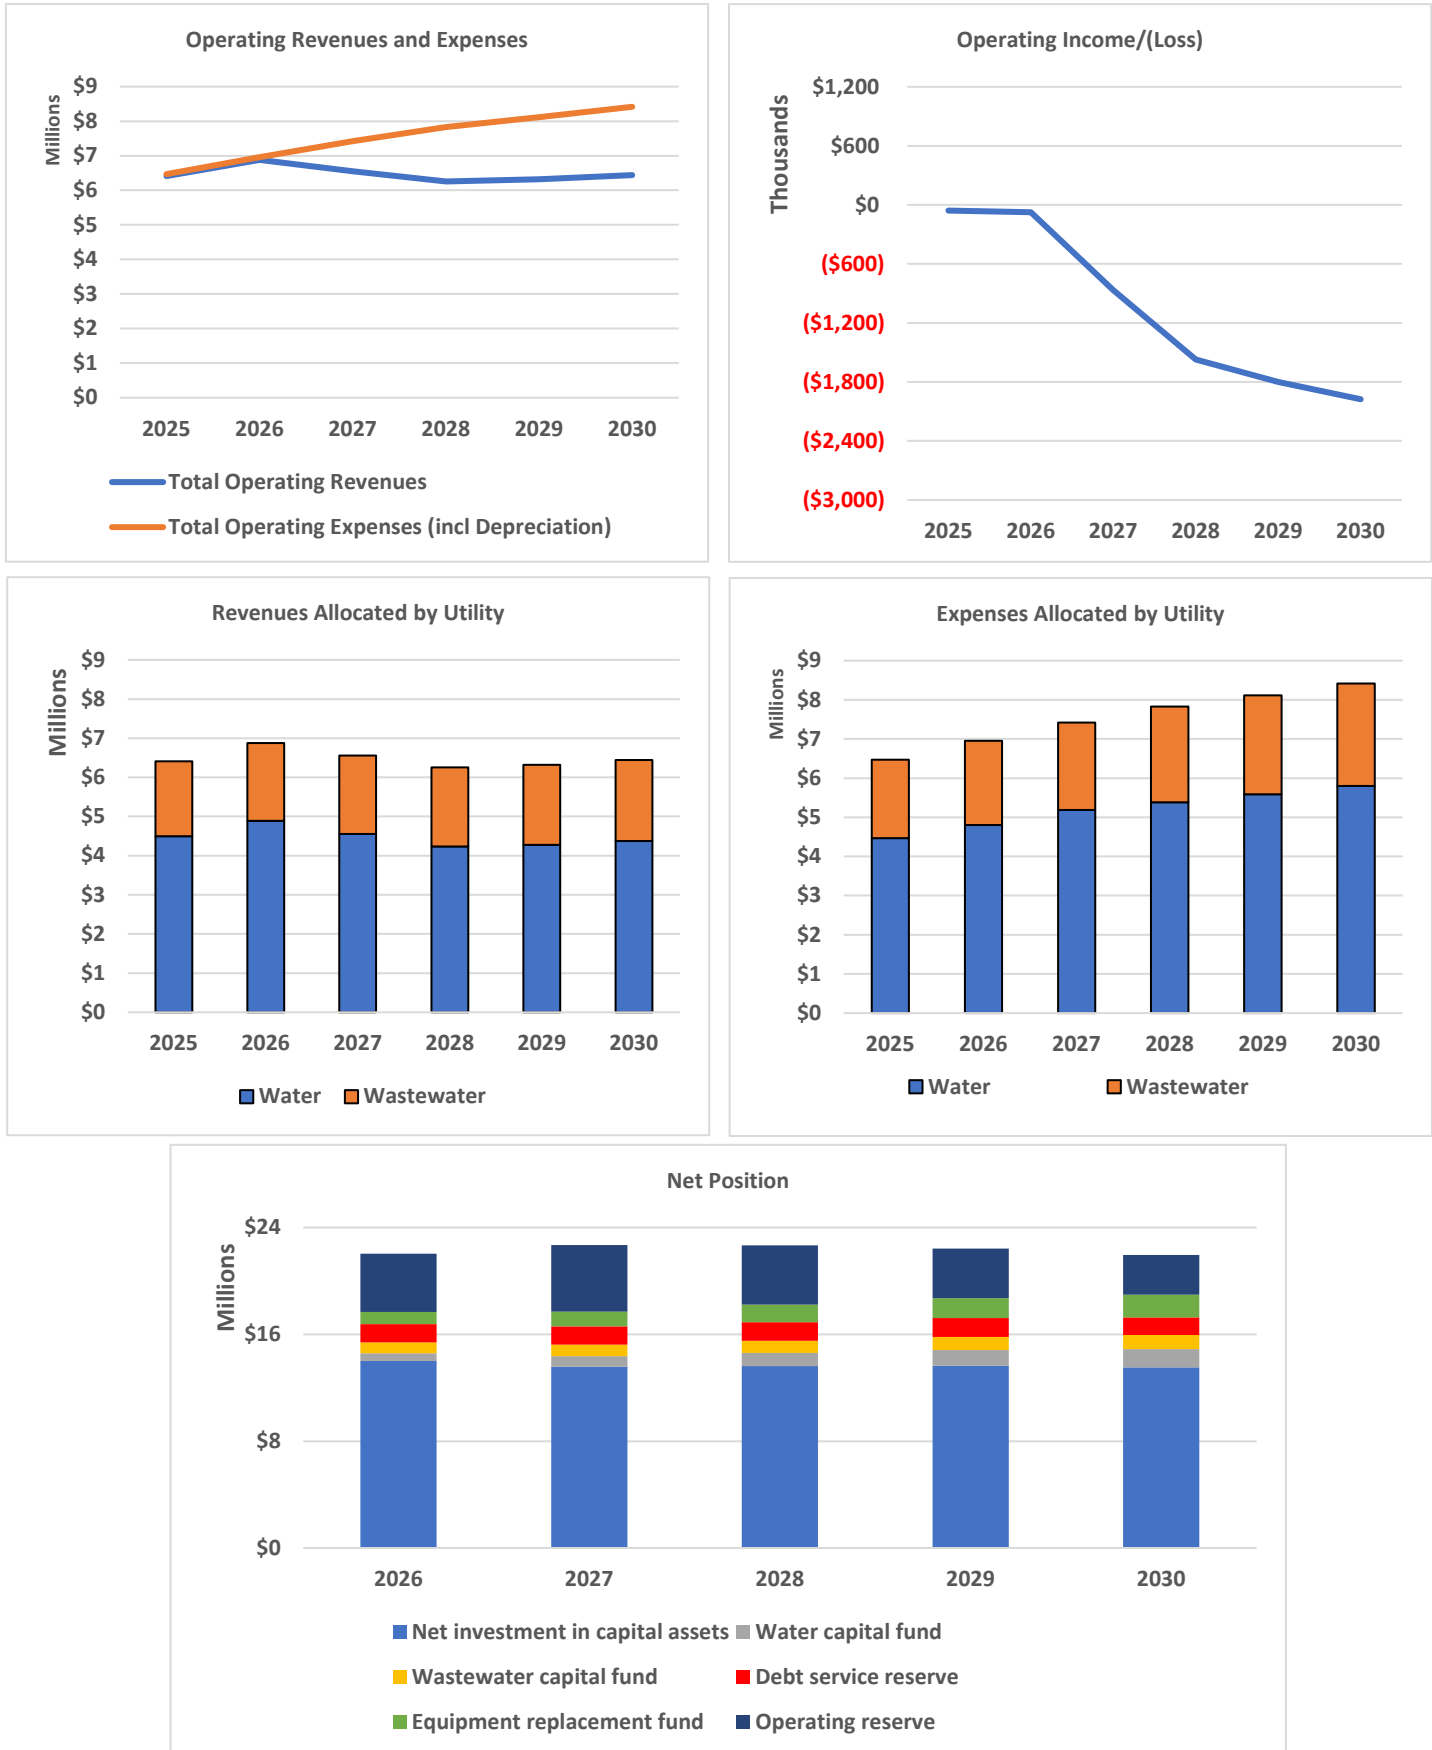 Operating Revenues and Expenses
Millions
$9
$8
$7
$6
$5
$4
$3
$2
$1
$0
2025 2026 2027 2028 2029 2030
Total Operating Revenues
Total Operating Expenses (incl Depreciation)
Operating Income/(Loss)
Thousands
$1,200
$600
$0
($600)
($1,200)
($1,800)
($2,400)
($3,000)
2025 2026 2027 2028 2029 2030
Revenues Allocated by Utility
Millions
$9
$8
$7
$6
$5
$4
$3
$2
$1
$0
2025 2026 2027 2028 2029 2030
Water Wastewater
Expenses Allocated by Utility
Millions
$9
$8
$7
$6
$5
$4
$3
$2
$1
$0
2025 2026 2027 2028 2029 2030
Water Wastewater
Net Position
Millions
$24
$16
$8
$0
2026 2027 2028 2029 2030
Net investment in capital assets Water capital fund
Wastewater capital fund Debt service reserve
Equipment replacement fund Operating reserve